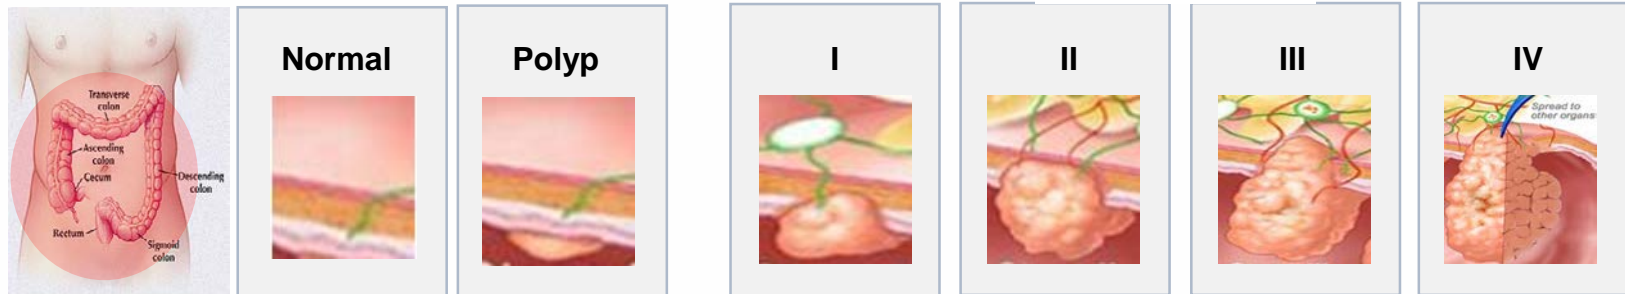 Transverse
colon
Ascending
colon
Cecum
Descending
colon
Rectum
Sigmoid
colon
Normal
Polyp
I
II
III
IV
Spread to
other organs